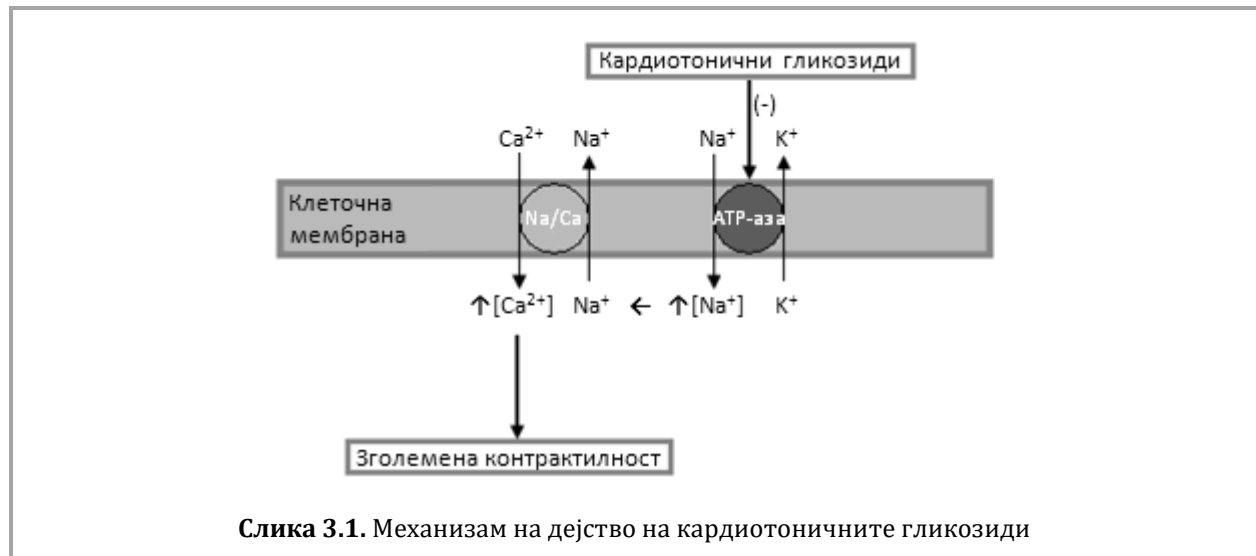 Кардиотонични гликозиди
(-)
Ca²⁺ Na⁺ Na⁺ K⁺
Клеточна
мембрана
Na/Ca
ATP-аза
↑[Ca²⁺] Na⁺ ← ↑[Na⁺] K⁺
Зголемена контрактилност
Слика 3.1. Механизам на дејство на кардиотоничните гликозиди